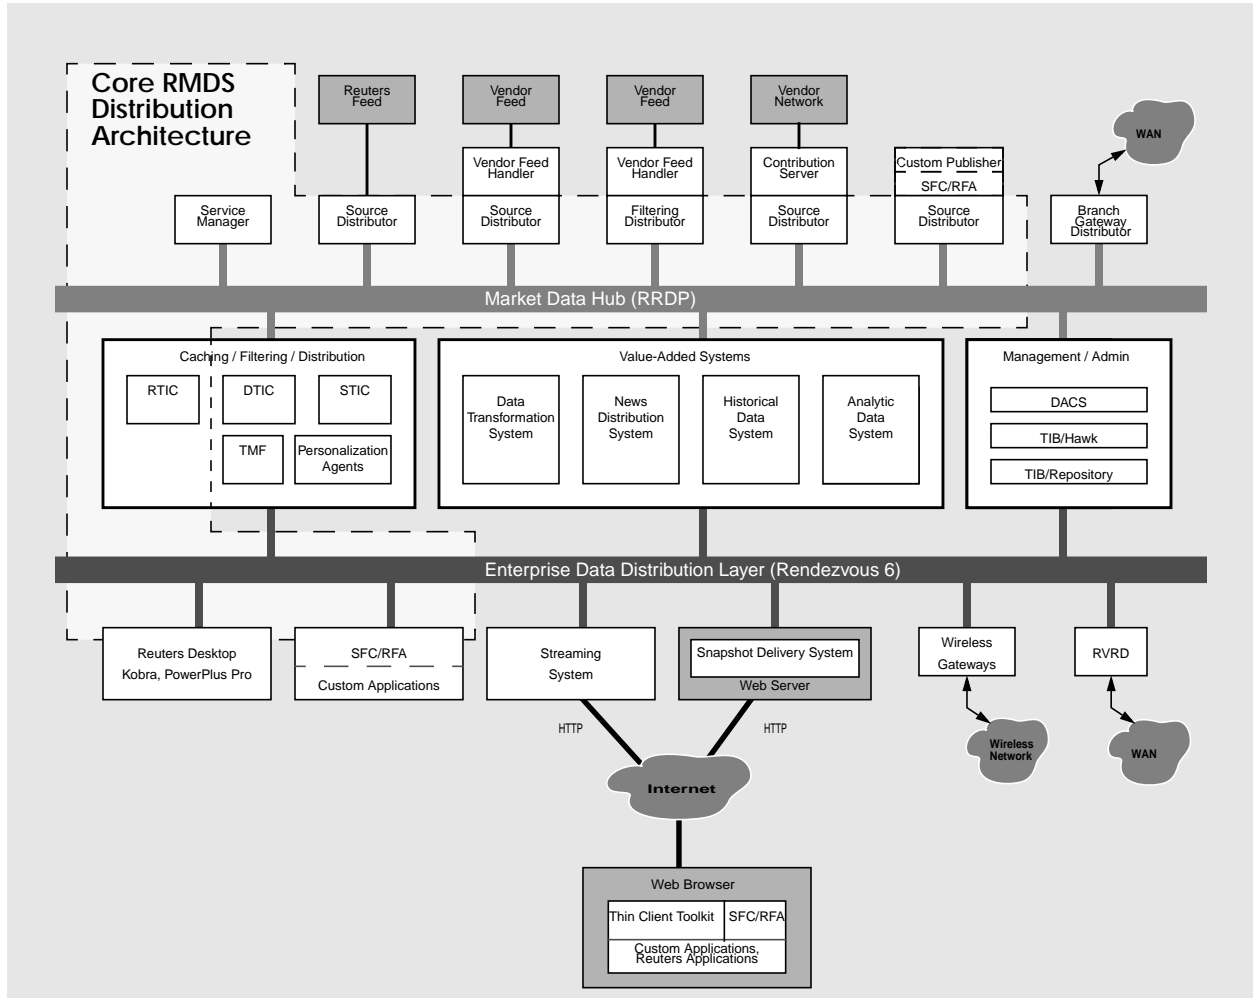 Core RMDS
Distribution
Architecture
Reuters
Feed
Vendor
Feed
Vendor
Feed
Vendor
Network
WAN
Vendor Feed
Handler
Vendor Feed
Handler
Contribution
Server
Custom Publisher
SFC/RFA
Service
Manager
Source
Distributor
Source
Distributor
Filtering
Distributor
Source
Distributor
Source
Distributor
Branch
Gateway
Distributor
Market Data Hub (RRDP)
Caching / Filtering / Distribution
RTIC
DTIC
STIC
TMF
Personalization
Agents
Value-Added Systems
Data
Transformation
System
News
Distribution
System
Historical
Data
System
Analytic
Data
System
Management / Admin
DACS
TIB/Hawk
TIB/Repository
Enterprise Data Distribution Layer (Rendezvous 6)
Reuters Desktop
Kobra, PowerPlus Pro
SFC/RFA
Custom Applications
Streaming
System
Snapshot Delivery System
Web Server
Wireless
Gateways
RVRD
HTTP
HTTP
Wireless
Network
WAN
Internet
Web Browser
Thin Client Toolkit
SFC/RFA
Custom Applications,
Reuters Applications